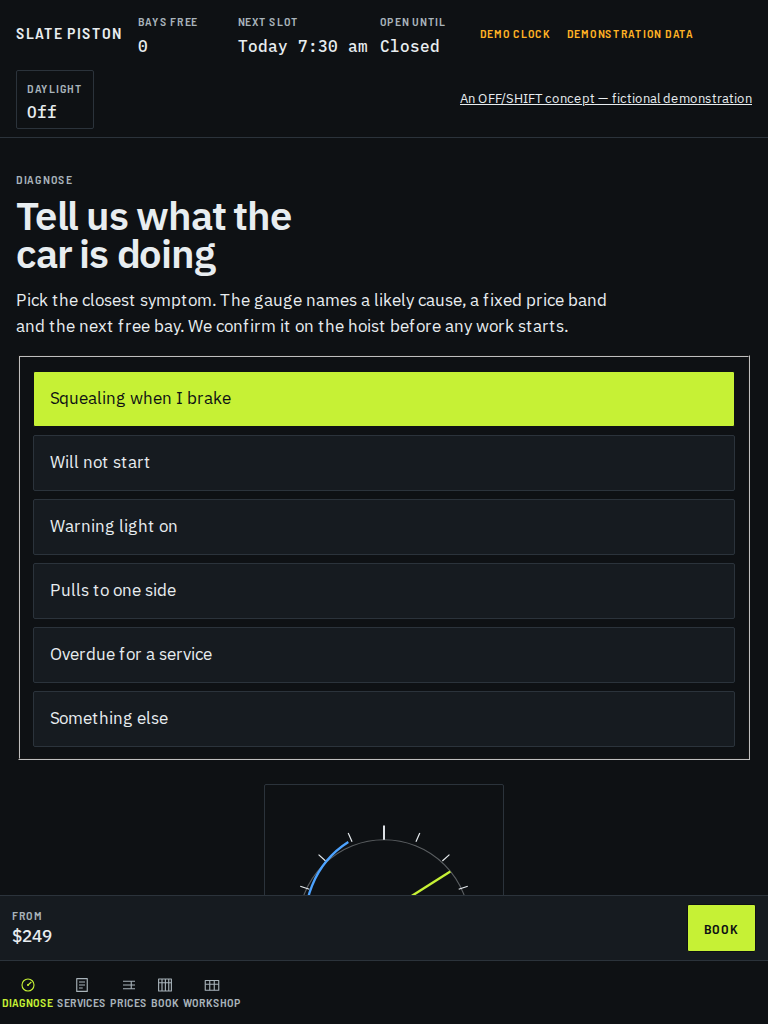 SLATE PISTON
BAYS FREE
0
NEXT SLOT
Today 7:30 am
OPEN UNTIL
Closed
DEMO CLOCK
DEMONSTRATION DATA
DAYLIGHT
Off
An OFF/SHIFT concept — fictional demonstration
DIAGNOSE
Tell us what the
car is doing
Pick the closest symptom. The gauge names a likely cause, a fixed price band
and the next free bay. We confirm it on the hoist before any work starts.
Squealing when I brake
Will not start
Warning light on
Pulls to one side
Overdue for a service
Something else
FROM
$249
BOOK
DIAGNOSE
SERVICES
PRICES
BOOK
WORKSHOP